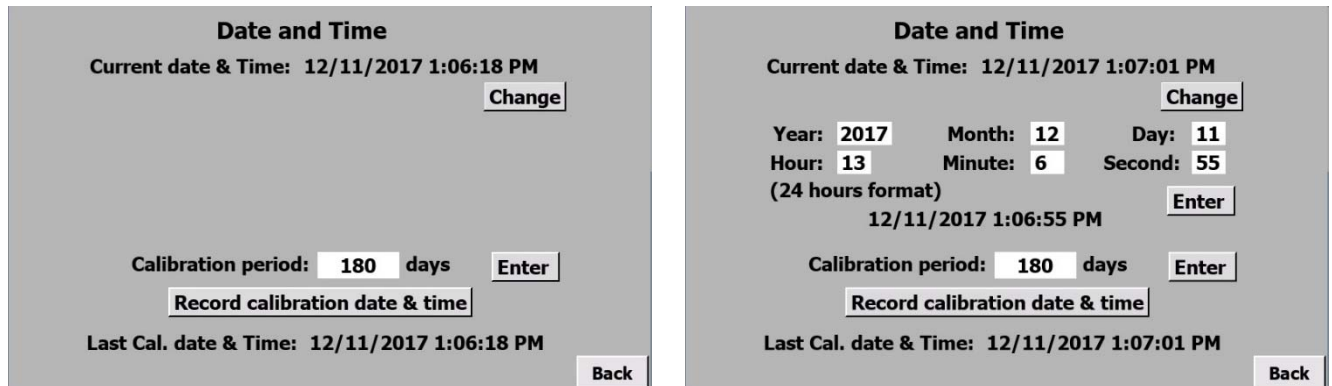 Date and Time
Current date & Time: 12/11/2017 1:06:18 PM
Change
Calibration period: 180 days Enter
Record calibration date & time
Last Cal. date & Time: 12/11/2017 1:06:18 PM
Back
Date and Time
Current date & Time: 12/11/2017 1:07:01 PM
Change
Year: 2017 Month: 12 Day: 11
Hour: 13 Minute: 6 Second: 55
(24 hours format)
Enter
12/11/2017 1:06:55 PM
Calibration period: 180 days Enter
Record calibration date & time
Last Cal. date & Time: 12/11/2017 1:07:01 PM
Back